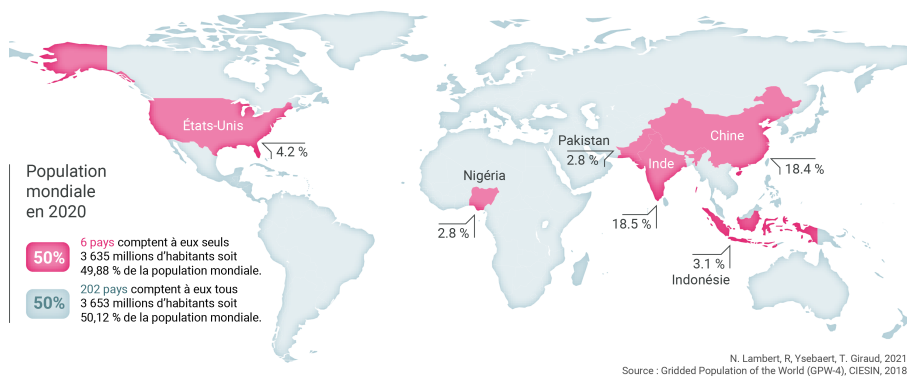 États-Unis
4.2 %
Pakistan
2.8 %
Chine
Inde
18.4 %
Nigéria
2.8 %
18.5 %
3.1 %
Indonésie
Population
mondiale
en 2020
50%
6 pays comptent à eux seuls
3 635 millions d’habitants soit
49,88 % de la population mondiale.
50%
202 pays comptent à eux tous
3 653 millions d’habitants soit
50,12 % de la population mondiale.
N. Lambert, R, Ysebaert, T. Giraud, 2021
Source : Gridded Population of the World (GPW-4), CIESIN, 2018